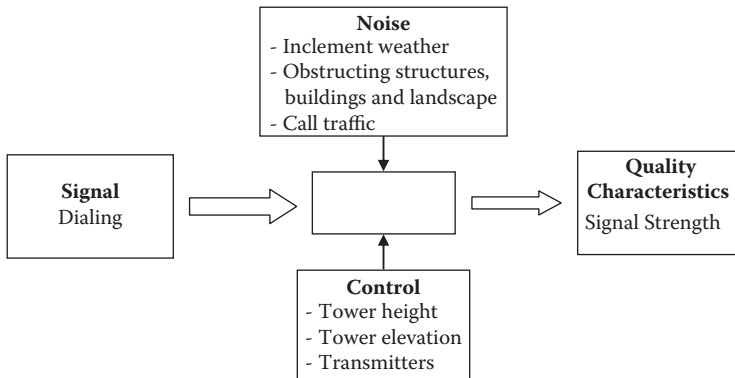 Noise
- Inclement weather
- Obstructing structures,
buildings and landscape
- Call traffic
Signal
Dialing
Quality
Characteristics
Signal Strength
Control
- Tower height
- Tower elevation
- Transmitters